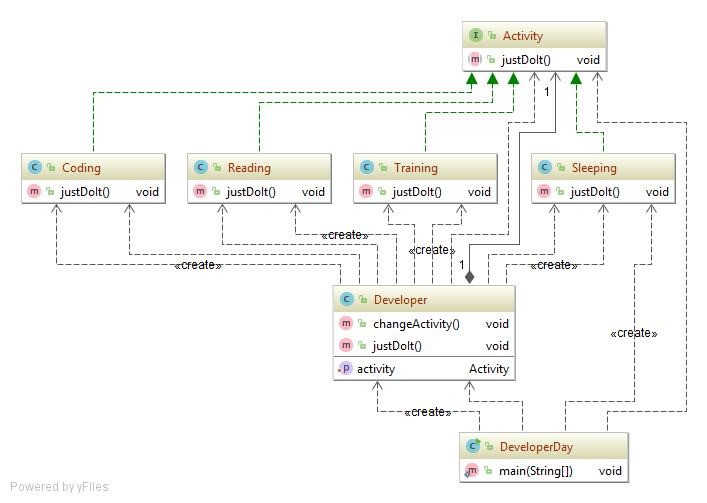 Activity
justDoIt() void
1
Coding
justDoIt() void
Reading
justDoIt() void
Training
justDoIt() void
Sleeping
justDoIt() void
«create»
«create»
«create»
«create»
1
Developer
changeActivity() void
justDoIt() void
activity Activity
«create»
«create»
DeveloperDay
main(String[]) void
Powered by yFiles